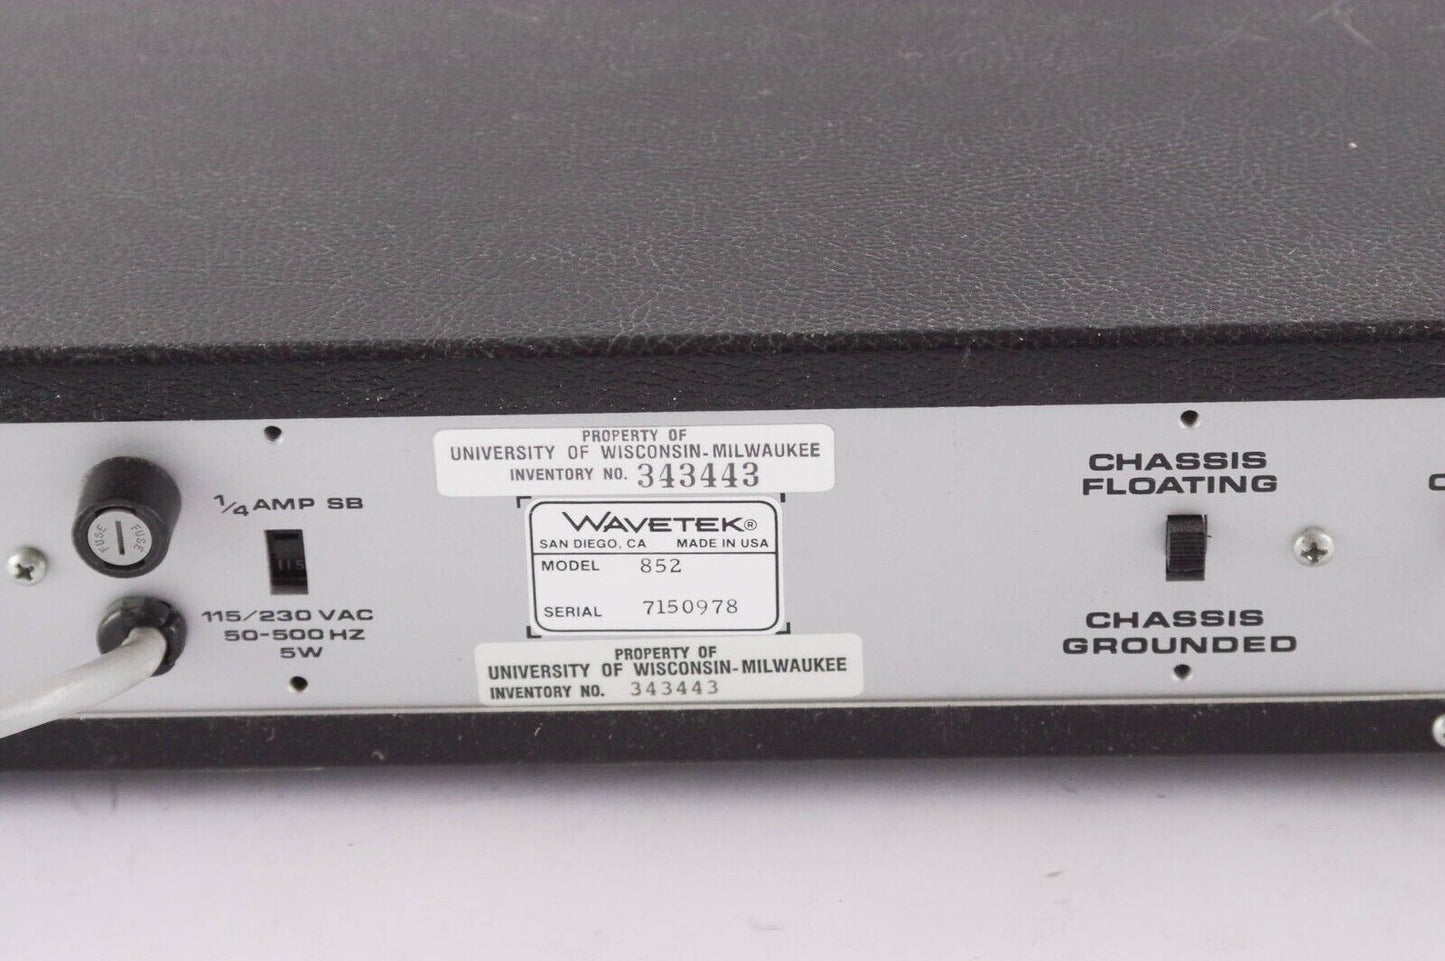 FUSE
FUSE
1/4 AMP SB
115
115/230 VAC
50-500 HZ
5W
PROPERTY OF
UNIVERSITY OF WISCONSIN-MILWAUKEE
INVENTORY NO. 343443
WAVETEK®
SAN DIEGO, CA MADE IN USA
MODEL 852
SERIAL 7150978
PROPERTY OF
UNIVERSITY OF WISCONSIN-MILWAUKEE
INVENTORY NO. 343443
CHASSIS
FLOATING
CHASSIS
GROUNDED